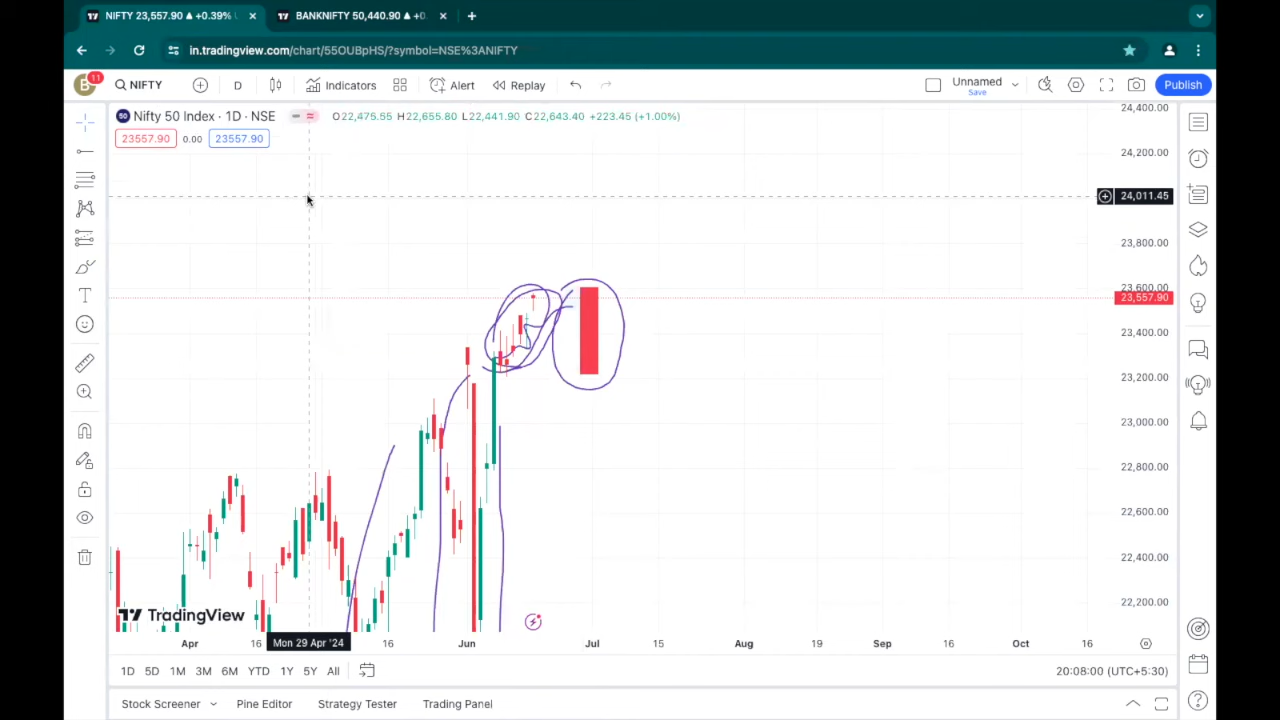 NIFTY 23,557.90 ▲ +0.39%
BANKNIFTY 50,440.90 ▲ +0
in.tradingview.com/chart/55OUBpHS/?symbol=NSE%3ANIFTY
B 11 NIFTY D Indicators Alert Replay Unnamed Save Publish
50 Nifty 50 Index · 1D · NSE O22,475.55 H22,655.80 L22,441.90 C22,643.40 +223.45 (+1.00%)
23557.90 0.00 23557.90
24,400.00
24,200.00
24,011.45
23,800.00
23,600.00
23,557.90
23,400.00
23,200.00
23,000.00
22,800.00
22,600.00
22,400.00
22,200.00
TradingView
Apr 16 Mon 29 Apr '24 16 Jun Jul 15 Aug 19 Sep 16 Oct 16
1D 5D 1M 3M 6M YTD 1Y 5Y All 20:08:00 (UTC+5:30)
Stock Screener Pine Editor Strategy Tester Trading Panel